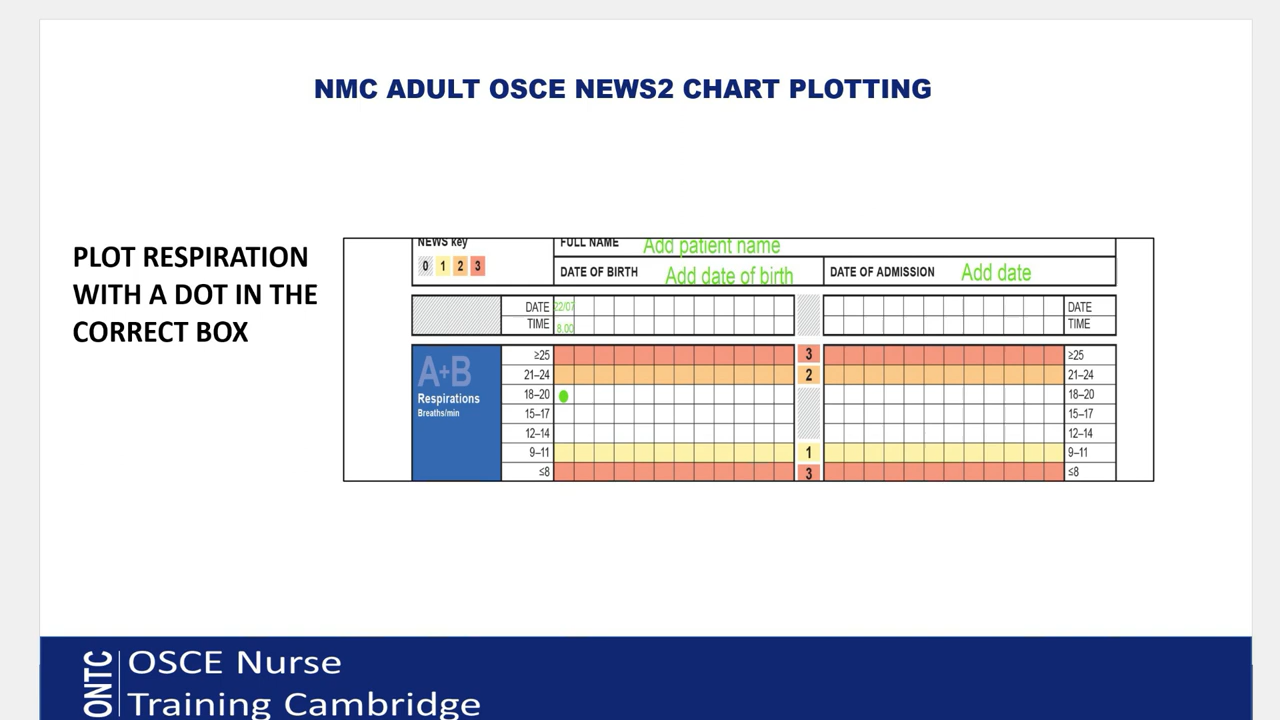 NMC ADULT OSCE NEWS2 CHART PLOTTING
PLOT RESPIRATION
WITH A DOT IN THE
CORRECT BOX
NEWS key
0 1 2 3
FULL NAME Add patient name
DATE OF BIRTH Add date of birth
DATE OF ADMISSION Add date
DATE 22/07 DATE
TIME 8.00 TIME
A+B
Respirations
Breaths/min
≥25 3 ≥25
21–24 2 21–24
18–20 18–20
15–17 15–17
12–14 12–14
9–11 1 9–11
≤8 3 ≤8
ONTC
OSCE Nurse
Training Cambridge